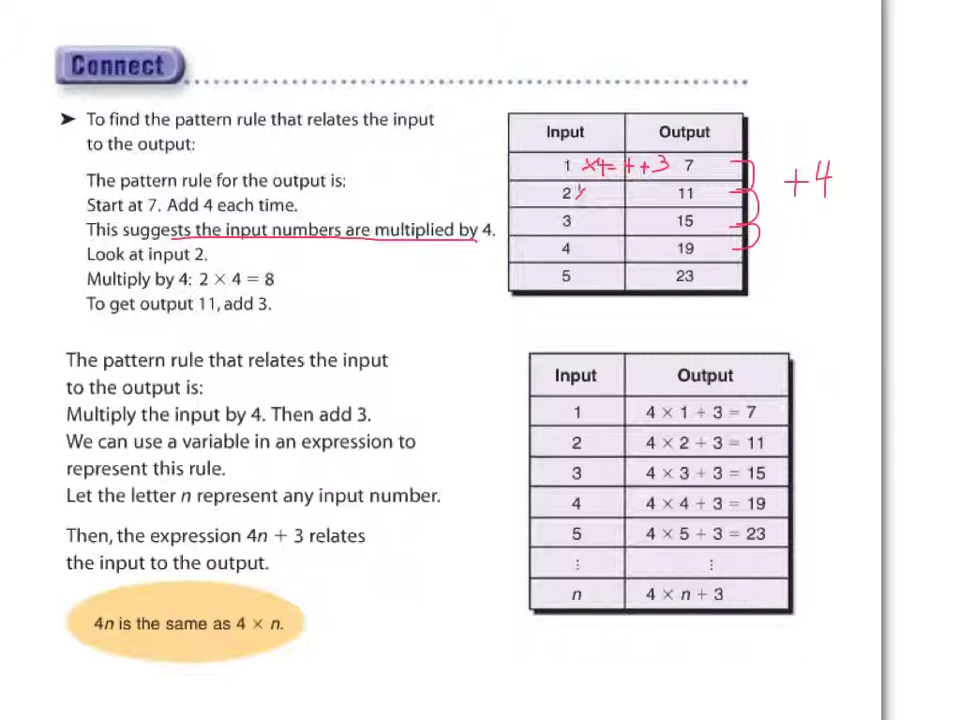 Connect
➤ To find the pattern rule that relates the input
to the output:
The pattern rule for the output is:
Start at 7. Add 4 each time.
This suggests the input numbers are multiplied by 4.
Look at input 2.
Multiply by 4: 2 × 4 = 8
To get output 11, add 3.
Input Output
1 ×4= + +3 7
2 × 11
3 15
4 19
5 23
+4
The pattern rule that relates the input
to the output is:
Multiply the input by 4. Then add 3.
We can use a variable in an expression to
represent this rule.
Let the letter n represent any input number.
Then, the expression 4n + 3 relates
the input to the output.
4n is the same as 4 × n.
Input Output
1 4 × 1 + 3 = 7
2 4 × 2 + 3 = 11
3 4 × 3 + 3 = 15
4 4 × 4 + 3 = 19
5 4 × 5 + 3 = 23
⋮ ⋮
n 4 × n + 3